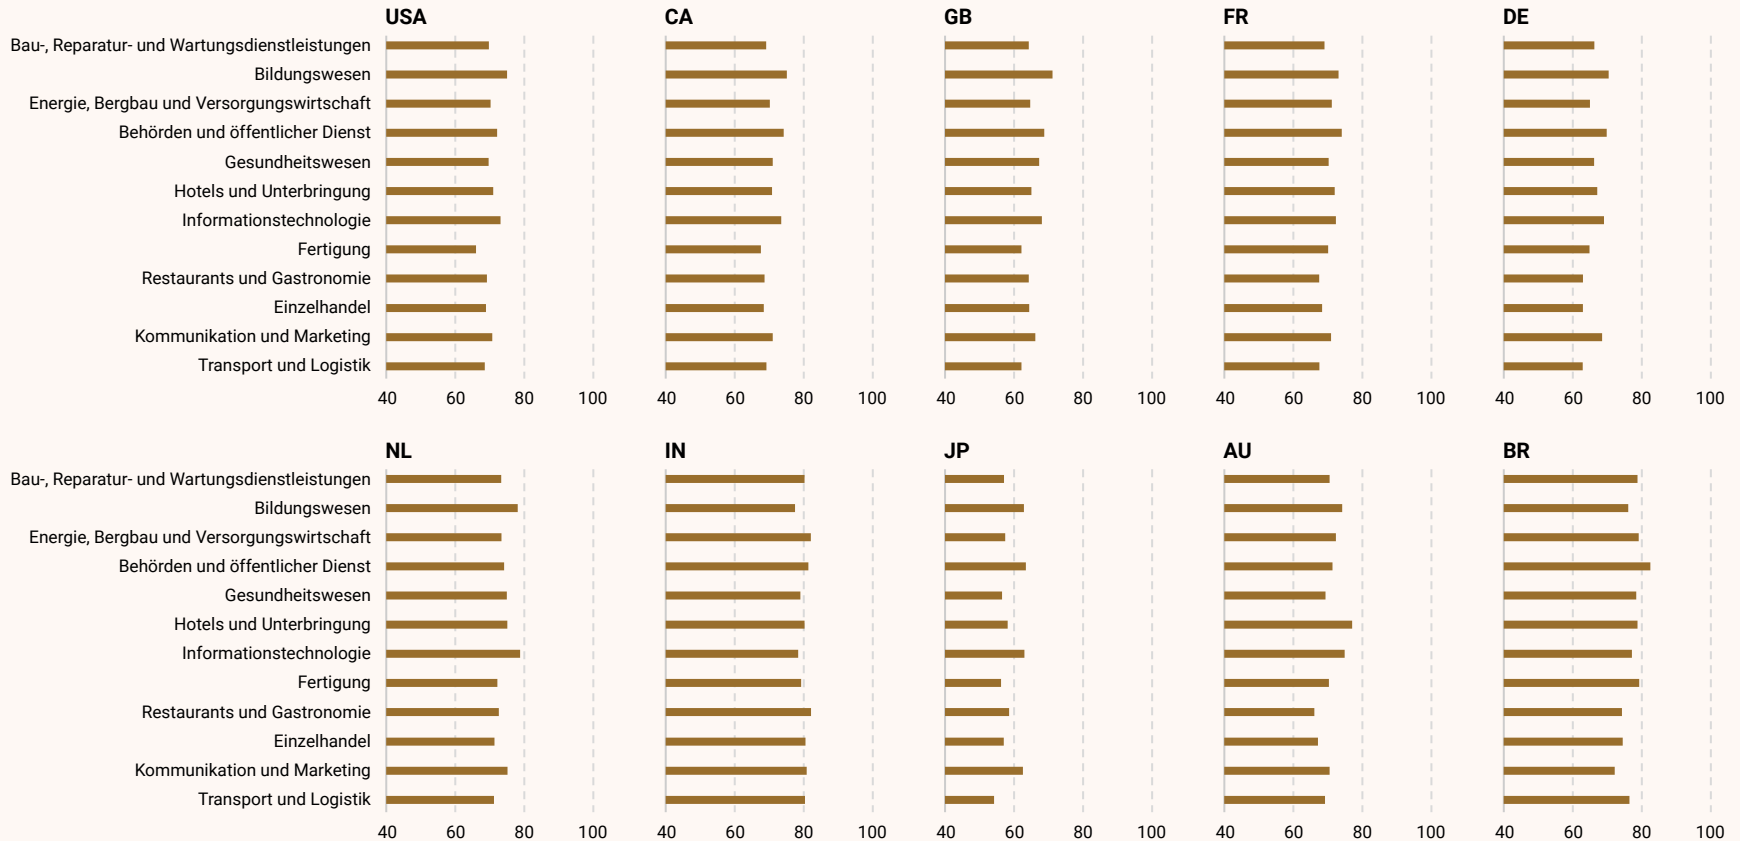 USA CA GB FR DE
Bau-, Reparatur- und Wartungsdienstleistungen
Bildungswesen
Energie, Bergbau und Versorgungswirtschaft
Behörden und öffentlicher Dienst
Gesundheitswesen
Hotels und Unterbringung
Informationstechnologie
Fertigung
Restaurants und Gastronomie
Einzelhandel
Kommunikation und Marketing
Transport und Logistik
40 60 80 100 40 60 80 100 40 60 80 100 40 60 80 100 40 60 80 100
NL IN JP AU BR
Bau-, Reparatur- und Wartungsdienstleistungen
Bildungswesen
Energie, Bergbau und Versorgungswirtschaft
Behörden und öffentlicher Dienst
Gesundheitswesen
Hotels und Unterbringung
Informationstechnologie
Fertigung
Restaurants und Gastronomie
Einzelhandel
Kommunikation und Marketing
Transport und Logistik
40 60 80 100 40 60 80 100 40 60 80 100 40 60 80 100 40 60 80 100